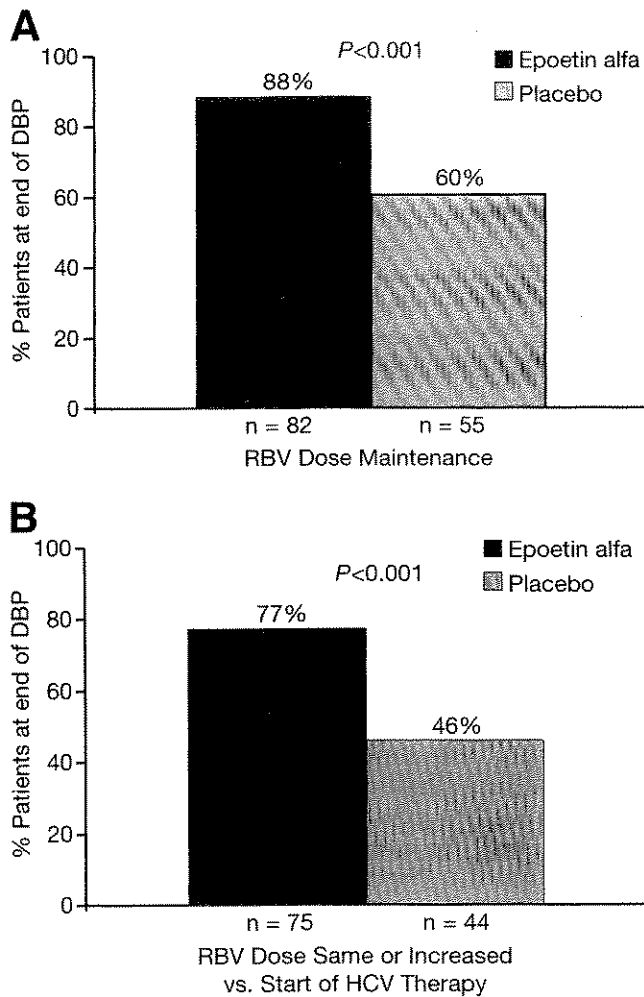 A
P<0.001
Epoetin alfa
Placebo
% Patients at end of DBP
100
80
60
40
20
0
88%
60%
n = 82
n = 55
RBV Dose Maintenance
B
P<0.001
Epoetin alfa
Placebo
% Patients at end of DBP
100
80
60
40
20
0
77%
46%
n = 75
n = 44
RBV Dose Same or Increased
vs. Start of HCV Therapy